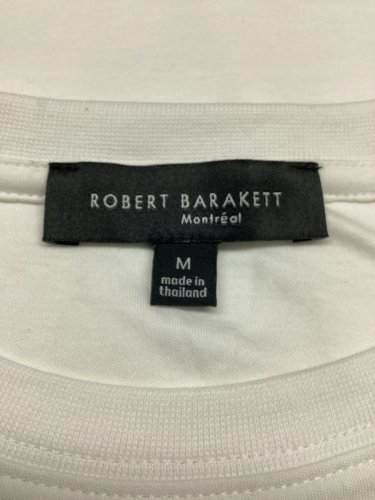 ROBERT BARAKETT
Montréal
M
made in
thailand